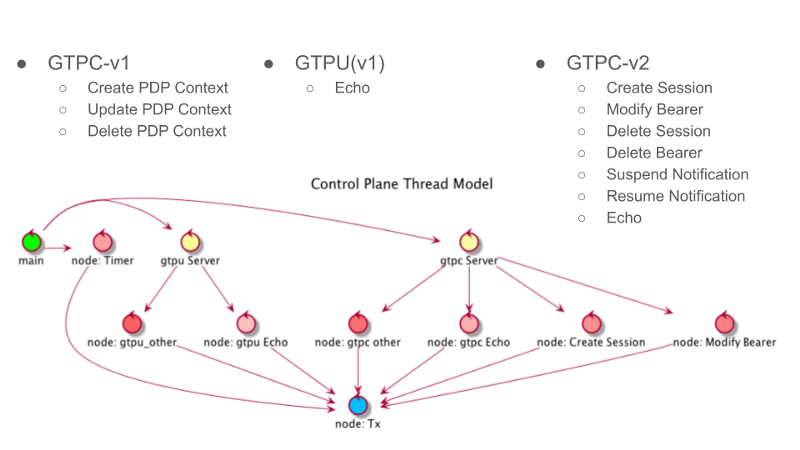 GTPC-v1
Create PDP Context
Update PDP Context
Delete PDP Context
GTPU(v1)
Echo
GTPC-v2
Create Session
Modify Bearer
Delete Session
Delete Bearer
Suspend Notification
Resume Notification
Echo
Control Plane Thread Model
main
node: Timer
gtpu Server
gtpc Server
node: gtpu_other
node: gtpu Echo
node: gtpc other
node: gtpc Echo
node: Create Session
node: Modify Bearer
node: Tx